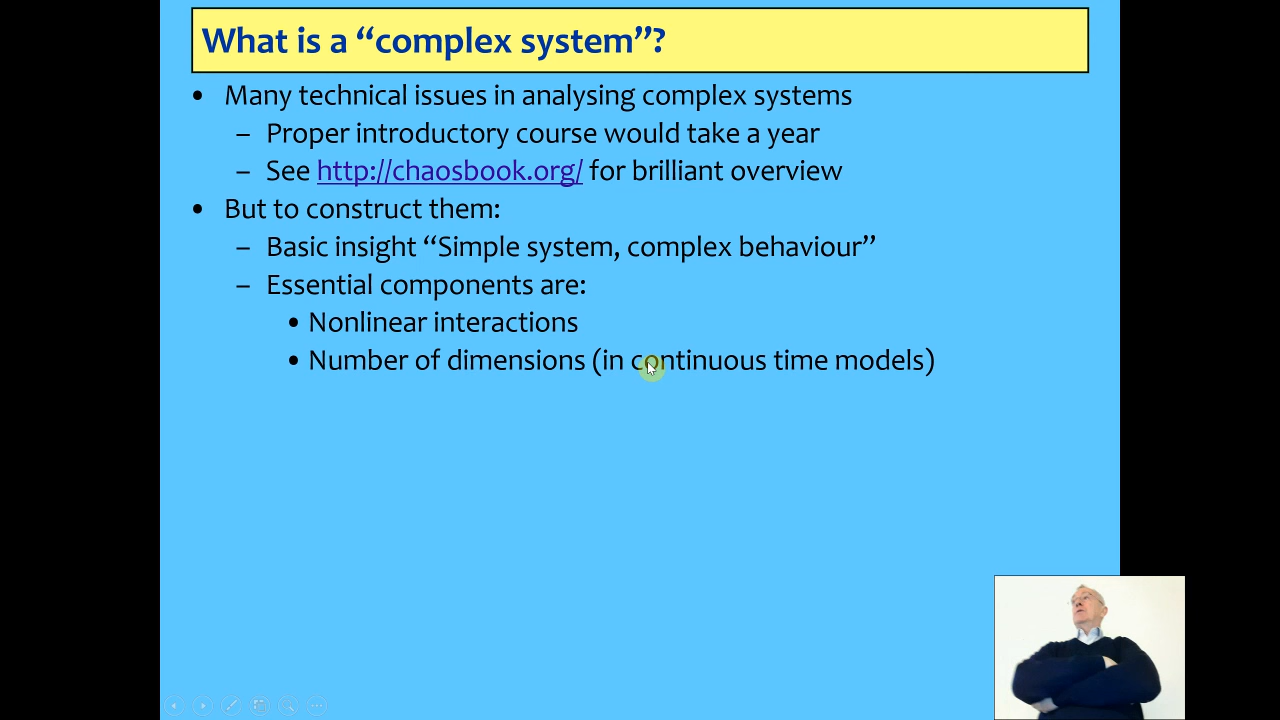 What is a “complex system”?
• Many technical issues in analysing complex systems
– Proper introductory course would take a year
– See http://chaosbook.org/ for brilliant overview
• But to construct them:
– Basic insight “Simple system, complex behaviour”
– Essential components are:
• Nonlinear interactions
• Number of dimensions (in continuous time models)